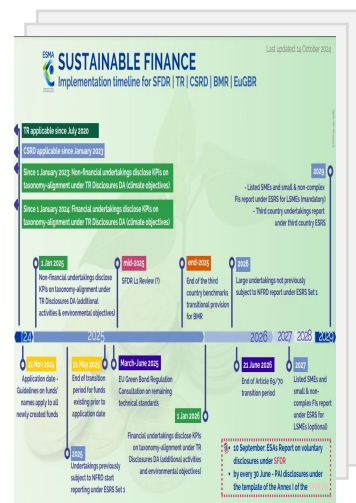 Last updated 14 October 2024
ESMA
SUSTAINABLE FINANCE
Implementation timeline for SFDR | TR | CSRD | BMR | EuGBR
TR applicable since July 2020
CSRD applicable since January 2023
Since 1 January 2023: Non-financial undertakings disclose KPIs on
taxonomy-alignment under TR Disclosures DA (climate objectives)
Since 1 January 2024: Financial undertakings disclose KPIs on
taxonomy-alignment under TR Disclosures DA (climate objectives)
2029
- Listed SMEs and small & non-complex
FIs report under ESRS for LSMEs (mandatory)
- Third country undertakings report
under third country ESRS
1 Jan 2025
Non-financial undertakings disclose
KPIs on taxonomy-alignment under
TR Disclosures DA (additional
activities & environmental objectives)
mid-2025
SFDR L1 Review (?)
end-2025
End of the third
country benchmarks
transitional provision
for BMR
2026
Large undertakings not previously
subject to NFRD report under ESRS Set 1
24
2025
2026
2027
2028
2029
21 Nov 2024
Application date -
Guidelines on funds'
names apply to all
newly created funds
21 May 2025
End of transition
period for funds
existing prior to
application date
March-June 2025
EU Green Bond Regulation
Consultation on remaining
technical standards
21 June 2026
End of Article 69/70
transition period
2027
Listed SMEs and
small & non-
complex FIs report
under ESRS for
LSMEs (optional)
1 Jan 2026
Financial undertakings disclose KPIs
on taxonomy-alignment under TR
Disclosures DA (additional activities
and environmental objectives)
2025
Undertakings previously
subject to NFRD start
reporting under ESRS Set 1
10 September: ESAs Report on voluntary
disclosures under SFDR
by every 30 June - PAI disclosures under
the template of the Annex I of the